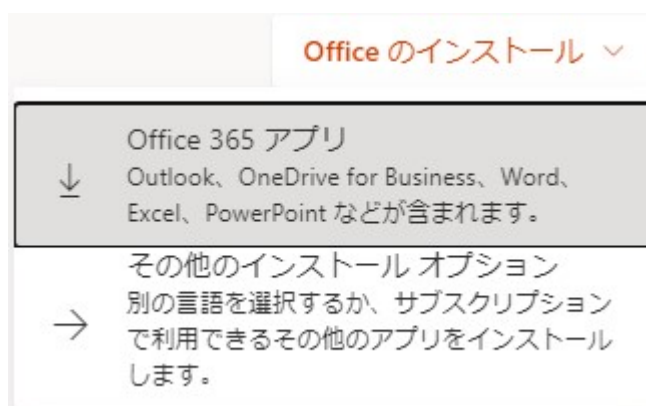 Office のインストール
Office 365 アプリ
Outlook、OneDrive for Business、Word、
Excel、PowerPoint などが含まれます。
その他のインストール オプション
別の言語を選択するか、サブスクリプション
で利用できるその他のアプリをインストール
します。